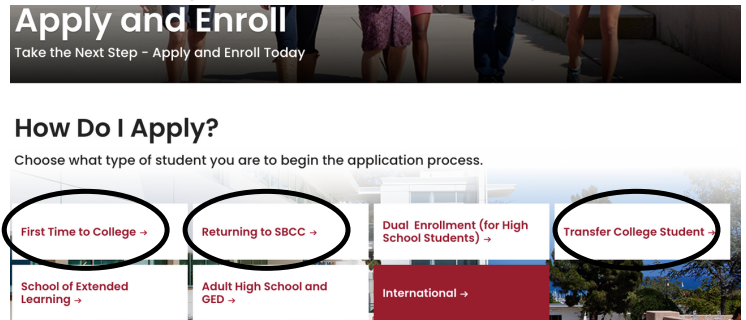 Apply and Enroll
Take the Next Step - Apply and Enroll Today
How Do I Apply?
Choose what type of student you are to begin the application process.
First Time to College →
Returning to SBCC →
Dual Enrollment (for High
School Students) →
Transfer College Student →
School of Extended
Learning →
Adult High School and
GED →
International →